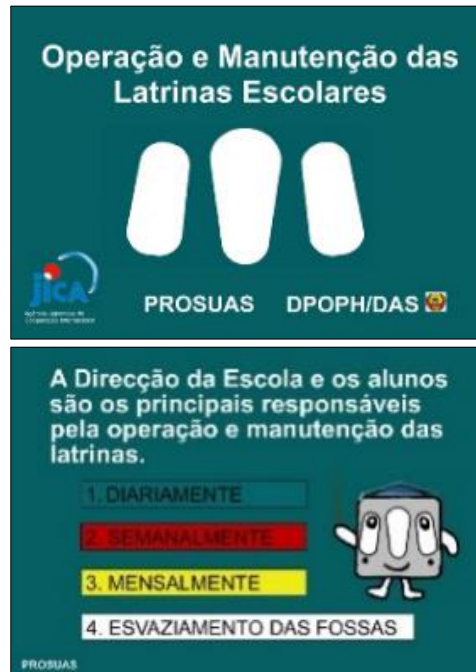 Operação e Manutenção das
Latrinas Escolares
jICA
PROSUAS DPOPH/DAS
A Direcção da Escola e os alunos
são os principais responsáveis
pela operação e manutenção das
latrinas.
1. DIARIAMENTE
2. SEMANALMENTE
3. MENSALMENTE
4. ESVAZIAMENTO DAS FOSSAS
PROSUAS